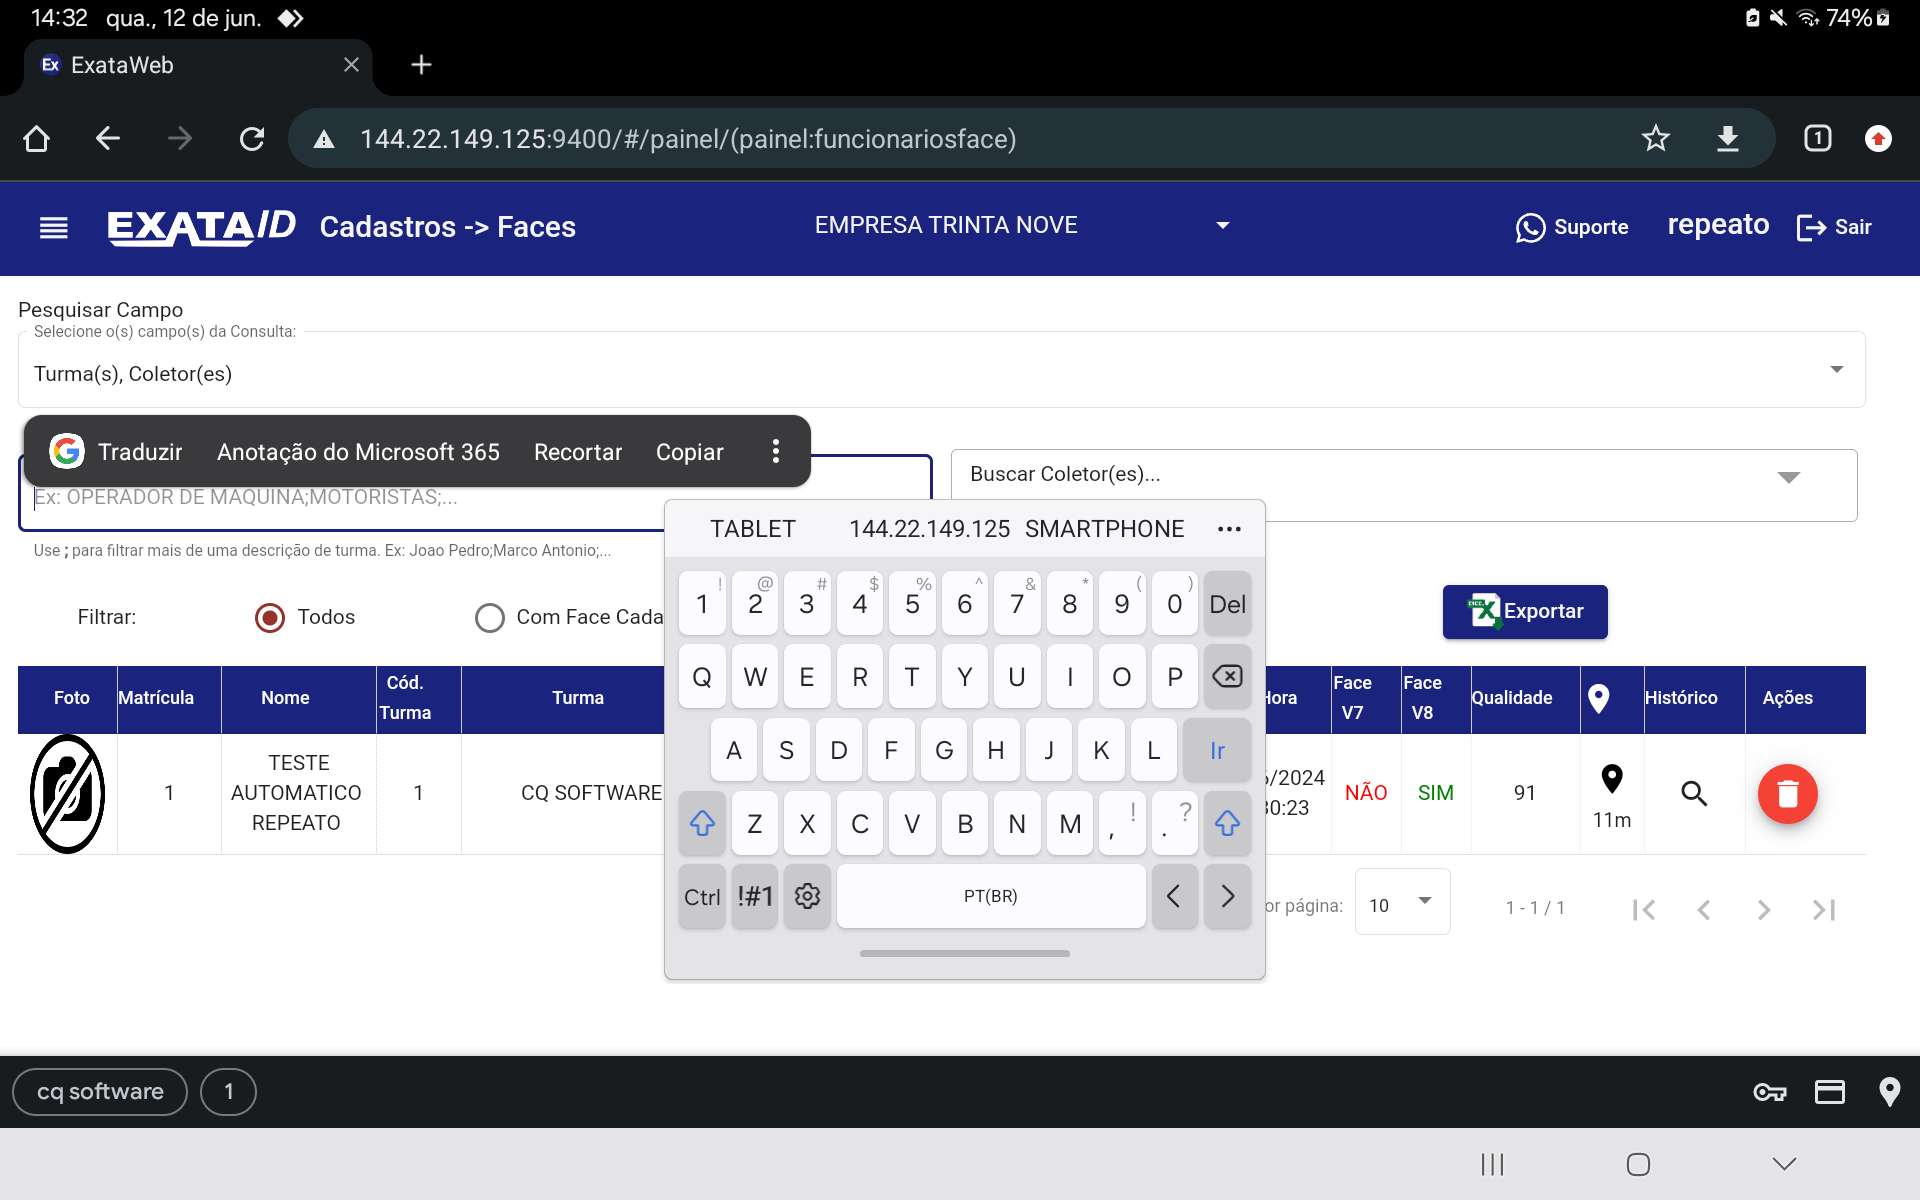 14:32 qua., 12 de jun.
74%
Ex ExataWeb
144.22.149.125:9400/#/painel/(painel:funcionariosface)
1
EXATA/ID Cadastros -> Faces EMPRESA TRINTA NOVE Suporte repeato Sair
Pesquisar Campo
Selecione o(s) campo(s) da Consulta:
Turma(s), Coletor(es)
Traduzir Anotação do Microsoft 365 Recortar Copiar
Ex: OPERADOR DE MAQUINA;MOTORISTAS;...
Buscar Coletor(es)...
Use ; para filtrar mais de uma descrição de turma. Ex: Joao Pedro;Marco Antonio;...
TABLET 144.22.149.125 SMARTPHONE
Filtrar: Todos Com Face Cada
Exportar
Foto Matrícula Nome Cód. Turma Turma Hora Face V7 Face V8 Qualidade Histórico Ações
1 TESTE AUTOMATICO REPEATO 1 CQ SOFTWARE /2024 30:23 NÃO SIM 91 11m
! @ # $ % ^ & * ( )
1 2 3 4 5 6 7 8 9 0 Del
Q W E R T Y U I O P
A S D F G H J K L Ir
Z X C V B N M , ! . ?
Ctrl !#1 PT(BR) < >
or página: 10 1 - 1 / 1
cq software 1